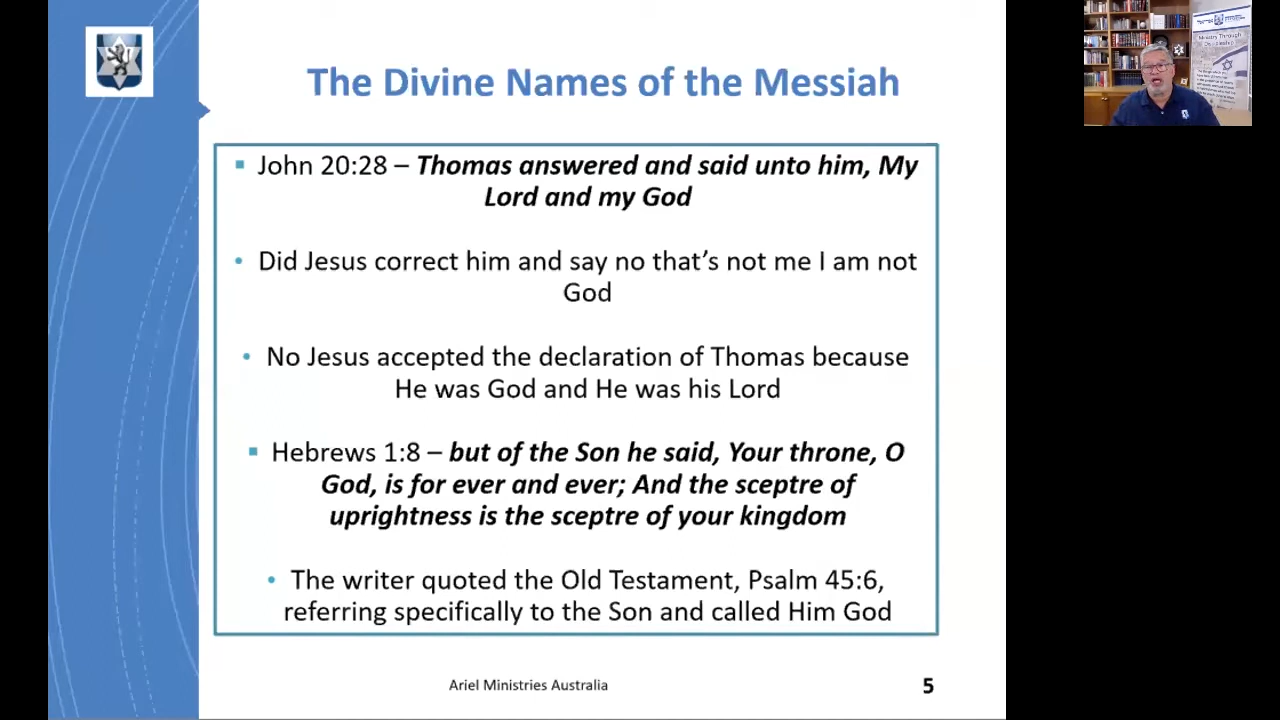 The Divine Names of the Messiah
▪ John 20:28 – Thomas answered and said unto him, My
Lord and my God
• Did Jesus correct him and say no that's not me I am not
God
• No Jesus accepted the declaration of Thomas because
He was God and He was his Lord
▪ Hebrews 1:8 – but of the Son he said, Your throne, O
God, is for ever and ever; And the sceptre of
uprightness is the sceptre of your kingdom
• The writer quoted the Old Testament, Psalm 45:6,
referring specifically to the Son and called Him God
Ariel Ministries Australia
5
Ministry Through